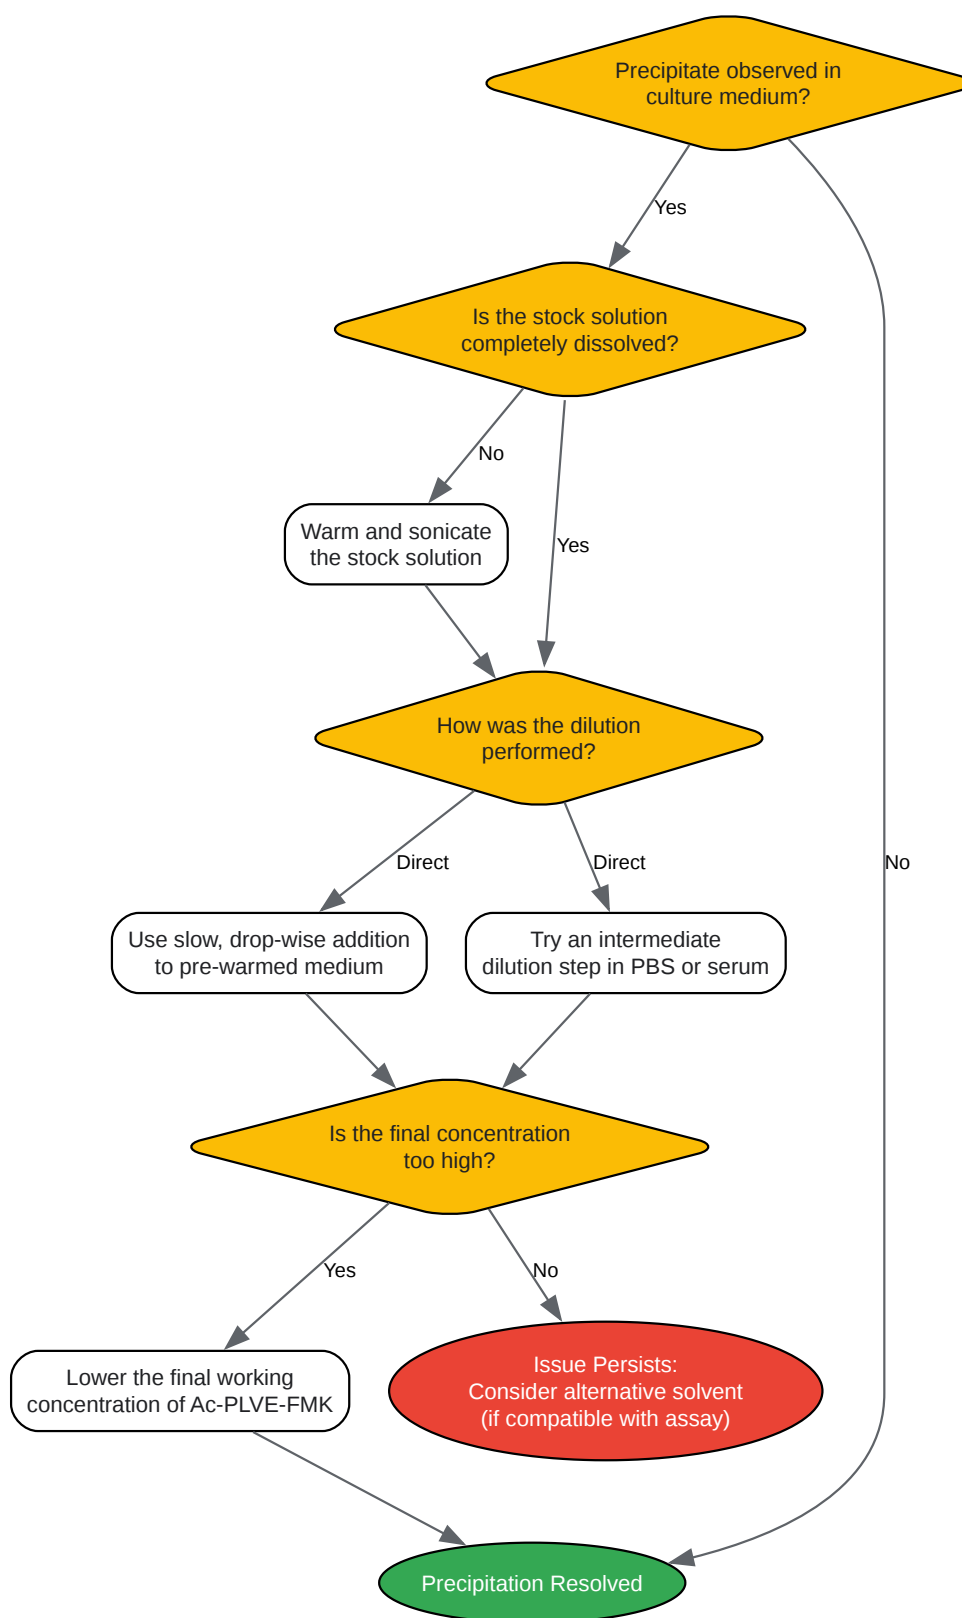 Precipitate observed in
culture medium?
Yes
Is the stock solution
completely dissolved?
No
Warm and sonicate
the stock solution
Yes
How was the dilution
performed?
Direct
Direct
No
Use slow, drop-wise addition
to pre-warmed medium
Try an intermediate
dilution step in PBS or serum
Is the final concentration
too high?
Yes
No
Lower the final working
concentration of Ac-PLVE-FMK
Issue Persists:
Consider alternative solvent
(if compatible with assay)
Precipitation Resolved